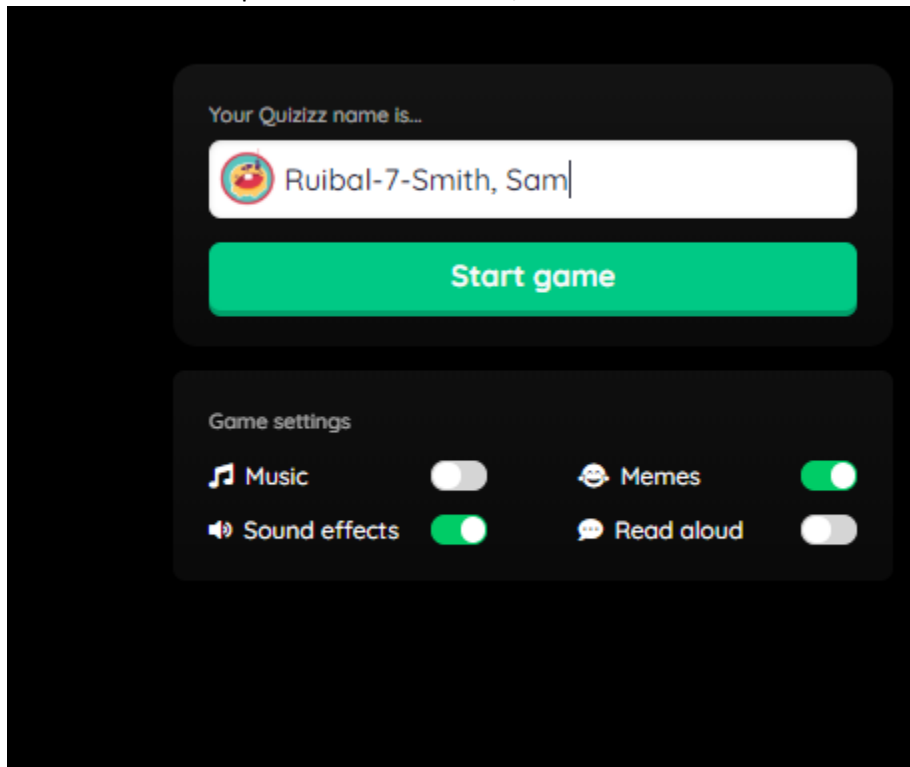 Your Quizizz name is...
Ruibal-7-Smith, Sam
Start game
Game settings
Music
Memes
Sound effects
Read aloud